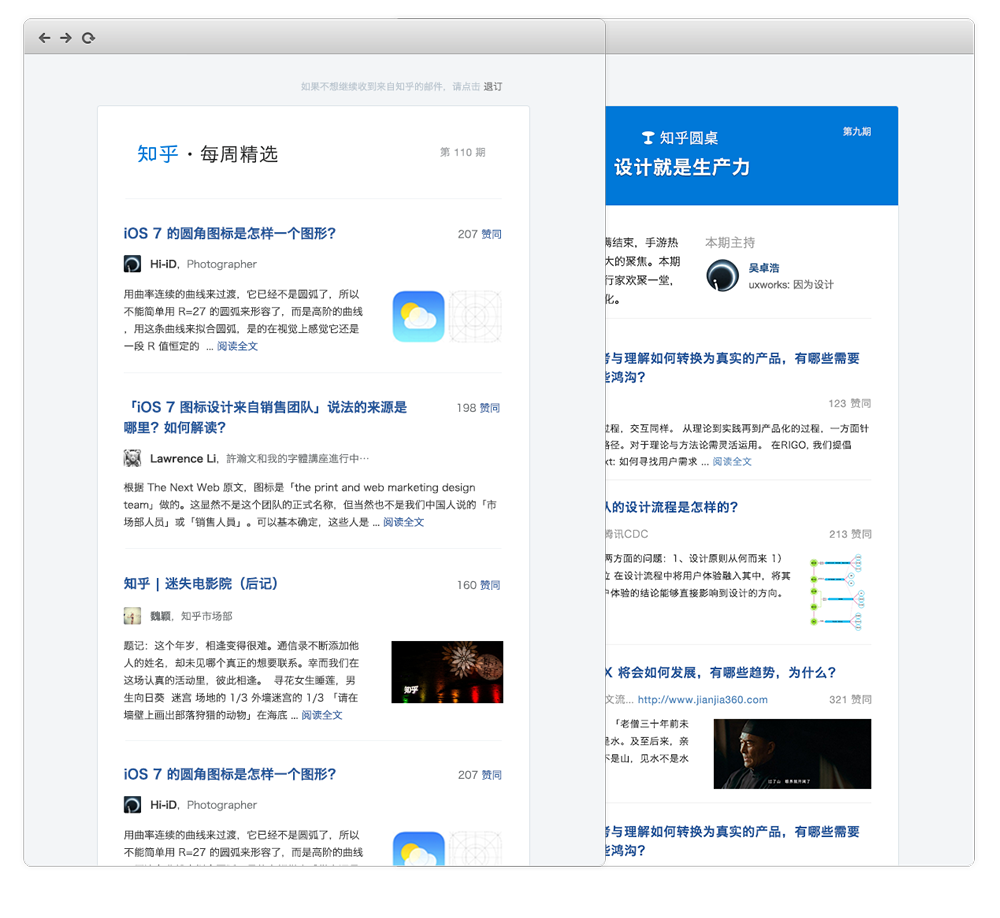 如果不想继续收到来自知乎的邮件，请点击 退订
知乎・每周精选
第 110 期
iOS 7 的圆角图标是怎样一个图形？
207 赞同
Hi-iD，Photographer
用曲率连续的曲线来过渡，它已经不是圆弧了，所以
不能简单用 R=27 的圆弧来形容了，而是高阶的曲线
，用这条曲线来拟合圆弧，是的在视觉上感觉它还是
一段 R 值恒定的 ... 阅读全文
「iOS 7 图标设计来自销售团队」说法的来源是
哪里？如何解读？
198 赞同
Lawrence Li，許瀚文和我的字體講座進行中⋯
根据 The Next Web 原文，图标是「the print and web marketing design
team」做的。这显然不是这个团队的正式名称，但当然也不是我们中国人说的「市
场部人员」或「销售人員」。可以基本确定，这些人是 ... 阅读全文
知乎 | 迷失电影院（后记）
160 赞同
魏颖，知乎市场部
题记：这个年岁，相逢变得很难。通信录不断添加他
人的姓名，却未见哪个真正的想要联系。幸而我们在
这场认真的活动里，彼此相逢。 寻花女生睡莲，男
生向日葵 迷宫 场地的 1/3 外墙迷宫的 1/3 「请在
墙壁上画出部落狩猎的动物」在海底 ... 阅读全文
知乎
iOS 7 的圆角图标是怎样一个图形？
207 赞同
Hi-iD，Photographer
用曲率连续的曲线来过渡，它已经不是圆弧了，所以
不能简单用 R=27 的圆弧来形容了，而是高阶的曲线
知乎圆桌
第九期
设计就是生产力
满结束，手游热
大的聚焦。本期
行家欢聚一堂，
化。
本期主持
吴卓浩
uxworks: 因为设计
考与理解如何转换为真实的产品，有哪些需要
些鸿沟？
123 赞同
过程，交互同样。 从理论到实践再到产品化的过程，一方面针
路径。对于理论与方法论需灵活运用。 在RIGO, 我们提倡
xt: 如何寻找用户需求 ... 阅读全文
人的设计流程是怎样的？
腾讯CDC
213 赞同
两方面的问题：1、设计原则从何而来 1）
位 在设计流程中将用户体验融入其中，将其
户体验的结论能够直接影响到设计的方向。
X 将会如何发展，有哪些趋势，为什么？
文流... http://www.jianjia360.com
321 赞同
「老僧三十年前未
是水。及至后来，亲
不是山，见水不是水
考与理解如何转换为真实的产品，有哪些需要
些鸿沟？